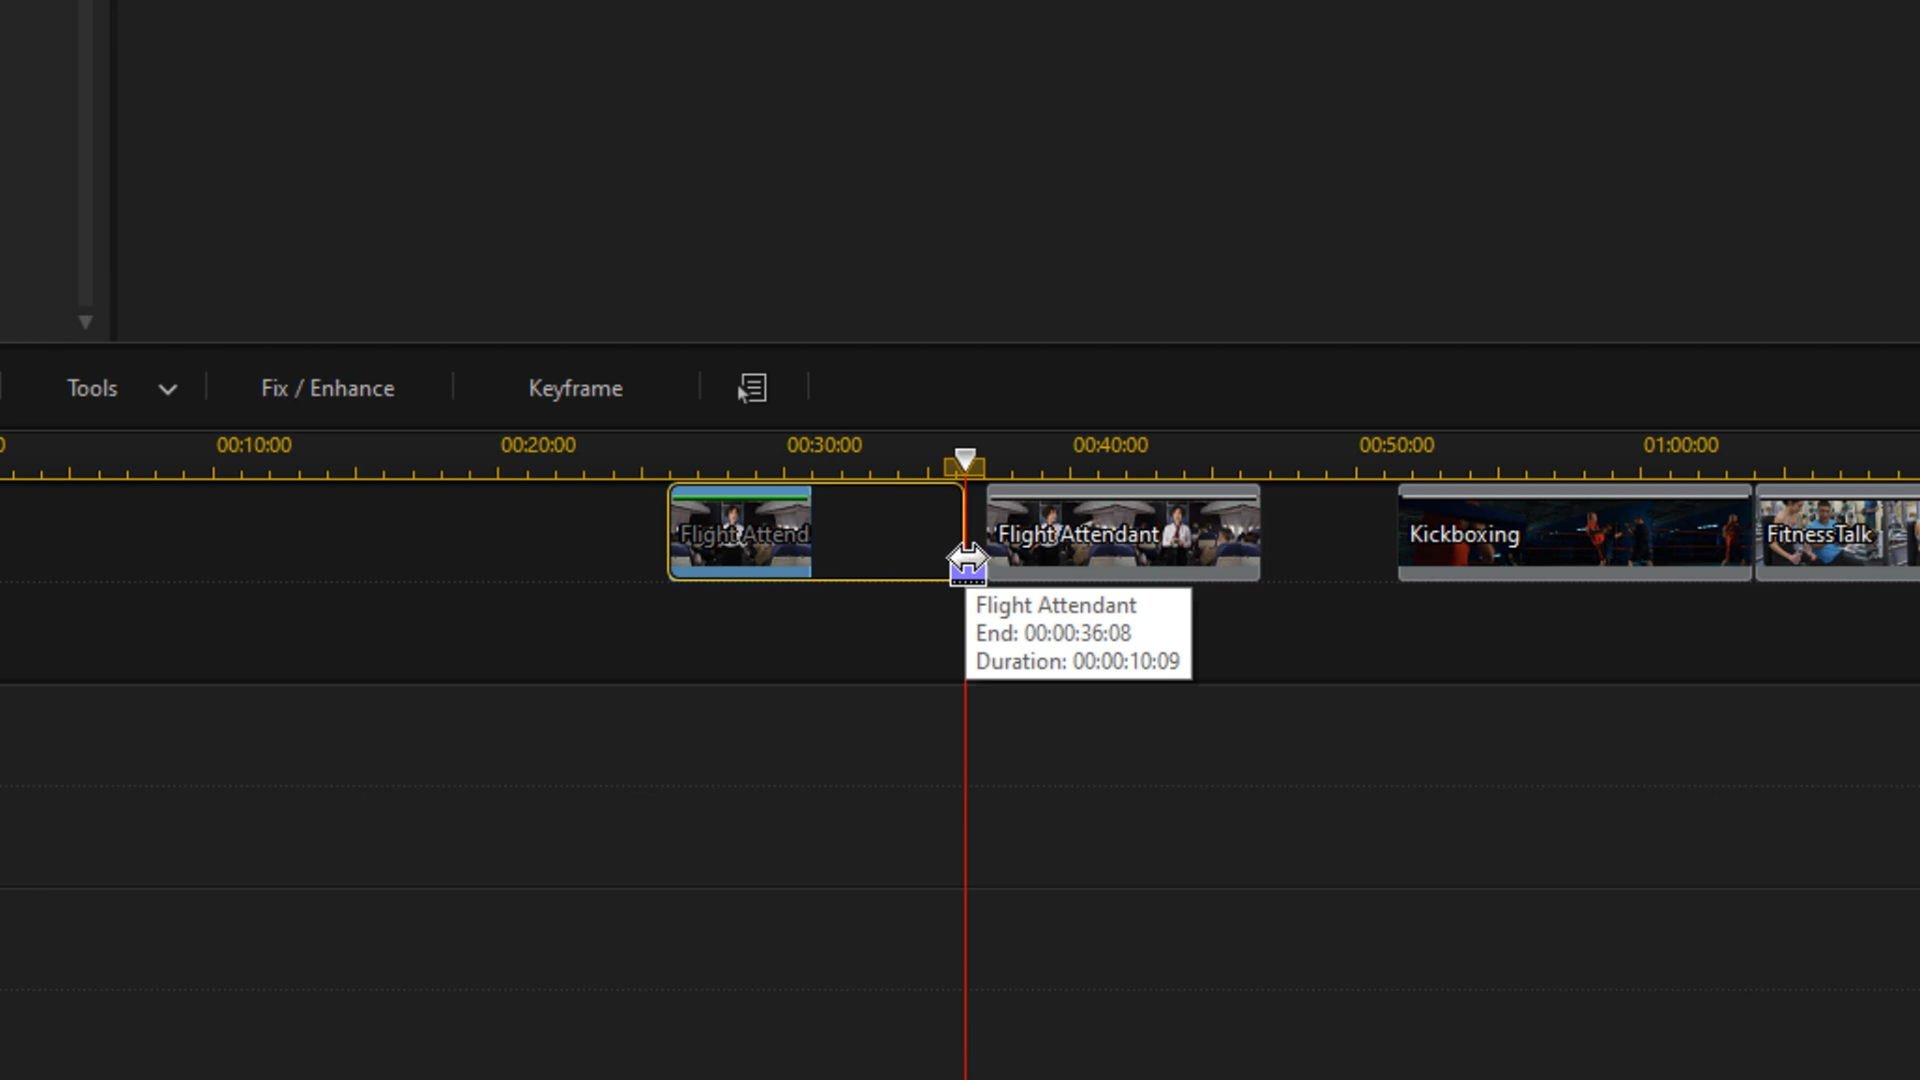 Tools
Fix / Enhance
Keyframe
0
00:10:00
00:20:00
00:30:00
00:40:00
00:50:00
01:00:00
Flight Attend
Flight Attendant
Kickboxing
FitnessTalk
Flight Attendant
End: 00:00:36:08
Duration: 00:00:10:09